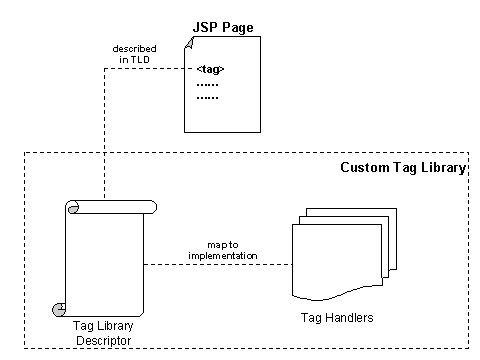 JSP Page
described
in TLD
<tag>
......
......
Custom Tag Library
map to
implementation
Tag Library
Descriptor
Tag Handlers